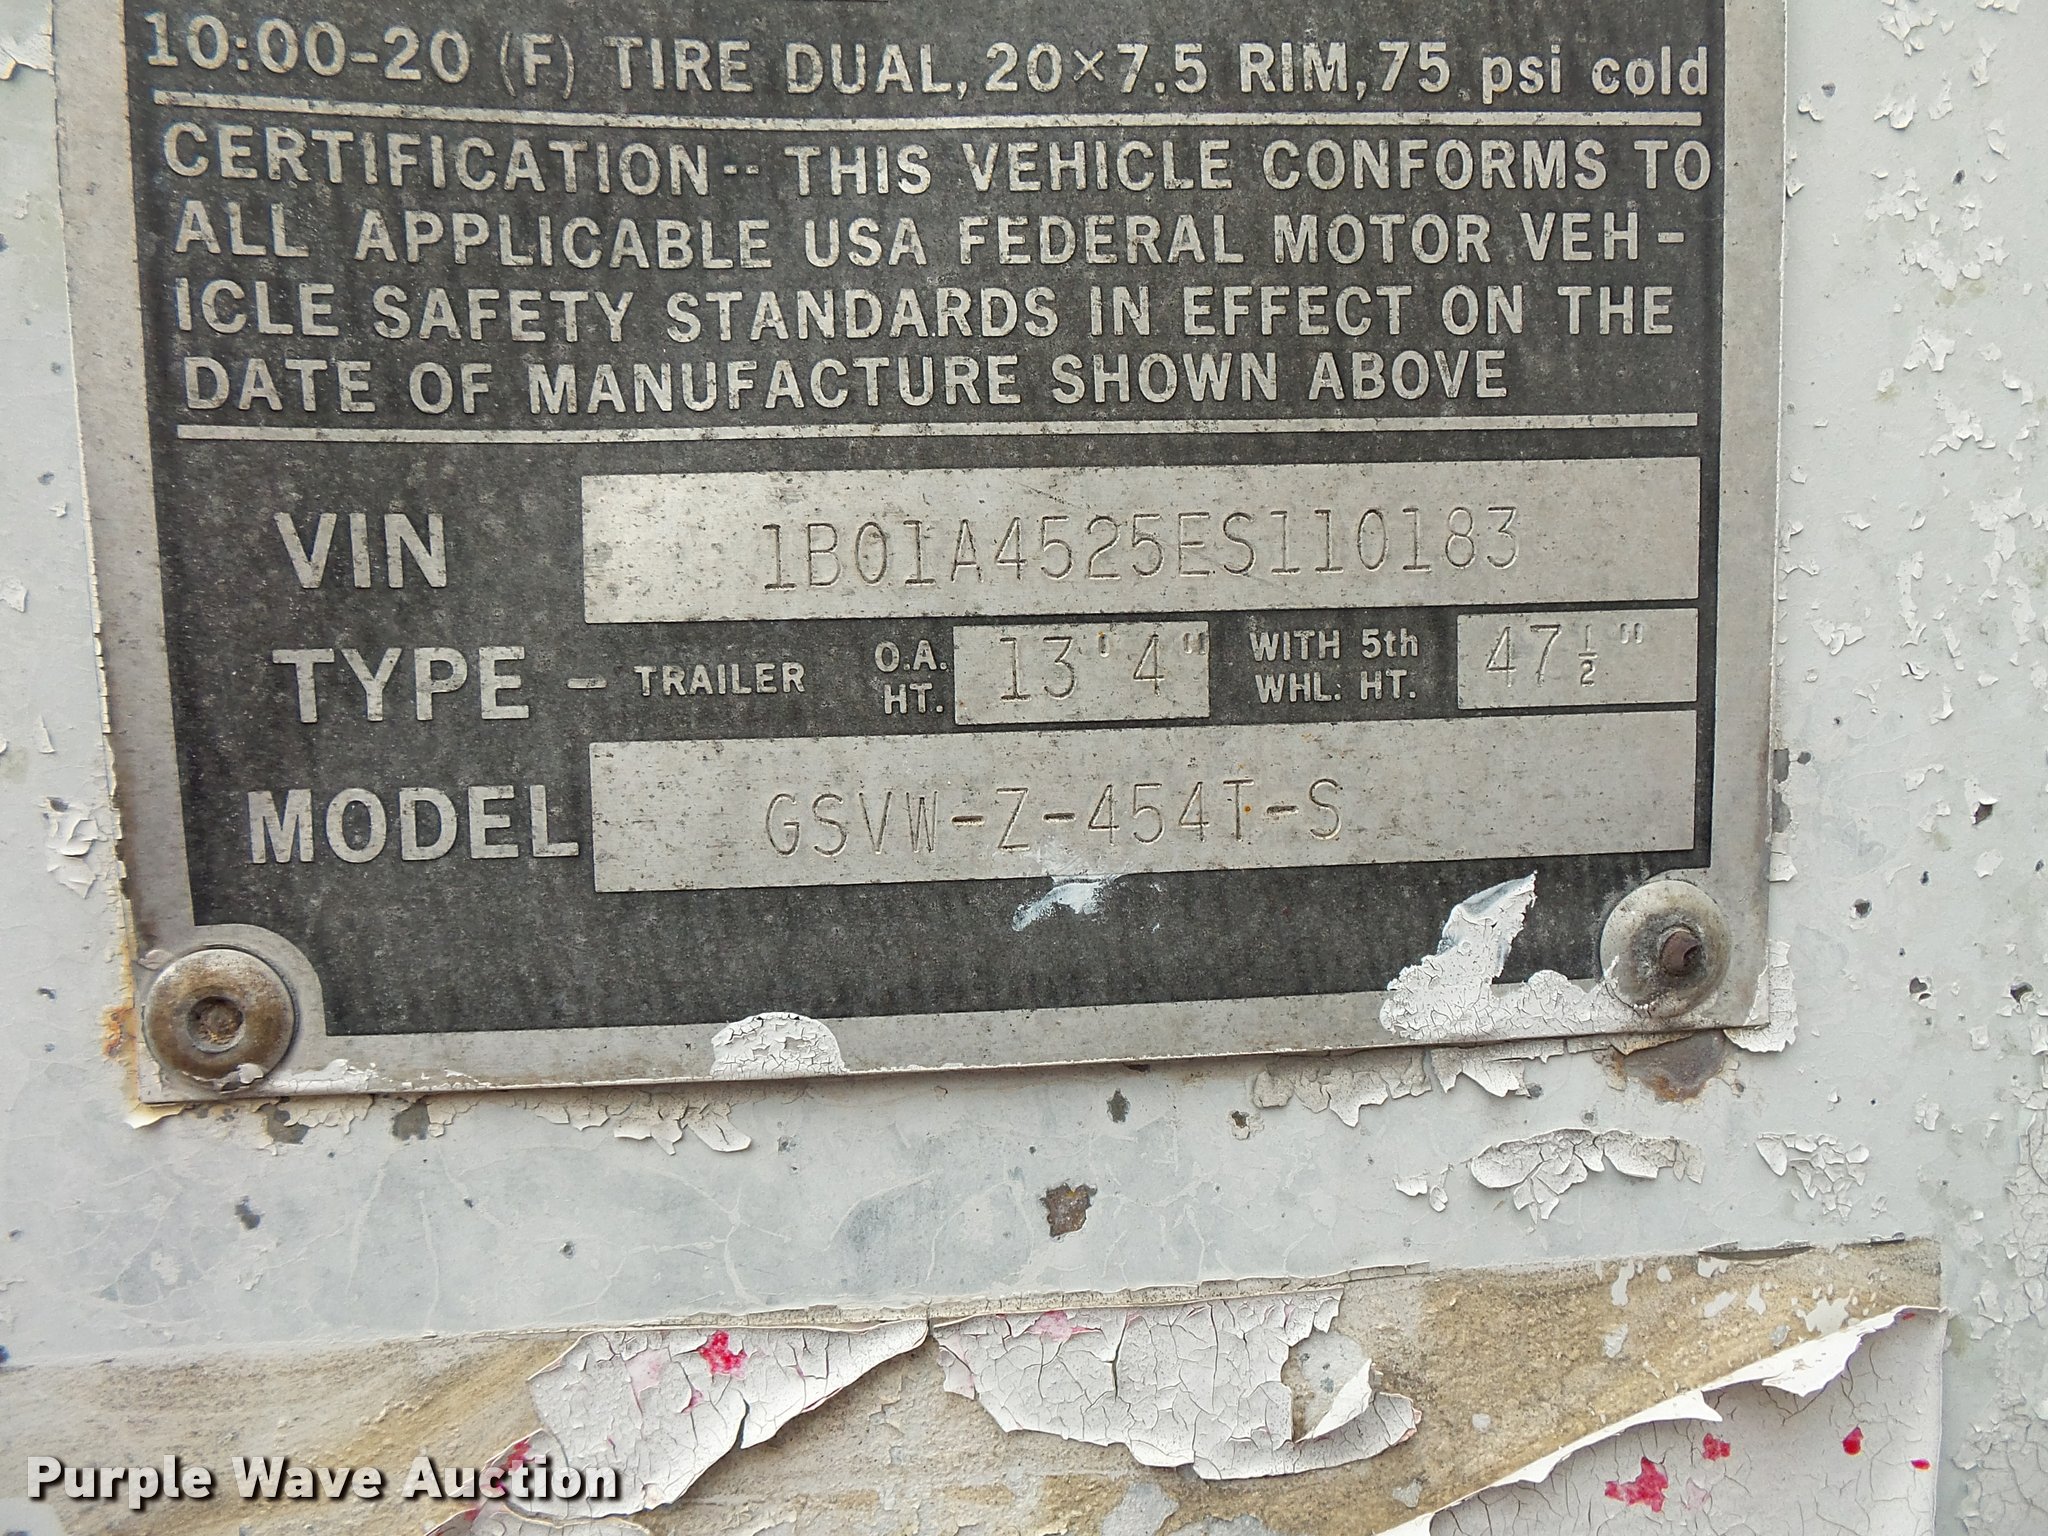 10:00-20 (F) TIRE DUAL, 20×7.5 RIM, 75 psi cold
CERTIFICATION -- THIS VEHICLE CONFORMS TO
ALL APPLICABLE USA FEDERAL MOTOR VEH-
ICLE SAFETY STANDARDS IN EFFECT ON THE
DATE OF MANUFACTURE SHOWN ABOVE
VIN 1B01A4525ES110183
TYPE - TRAILER O.A. HT. 13'4" WITH 5th WHL. HT. 47½"
MODEL GSVW-Z-454T-S
Purple Wave Auction